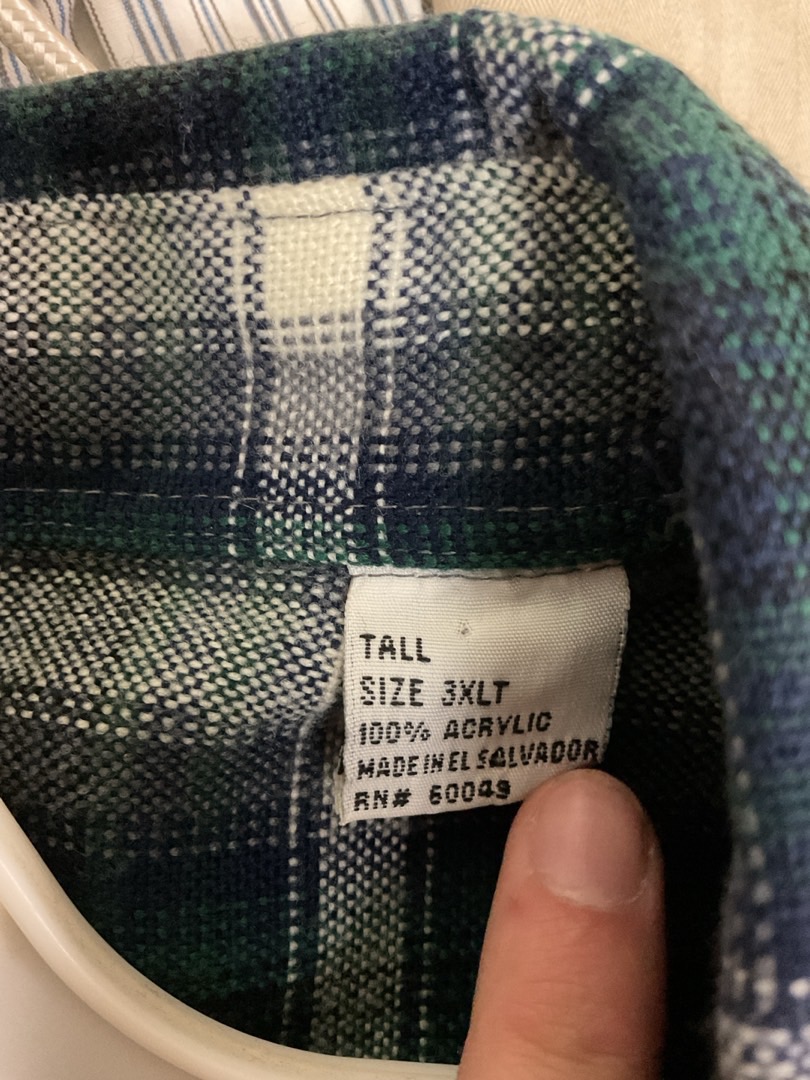 TALL
SIZE 3XLT
100% ACRYLIC
MADE IN EL SALVADOR
RN# 60049